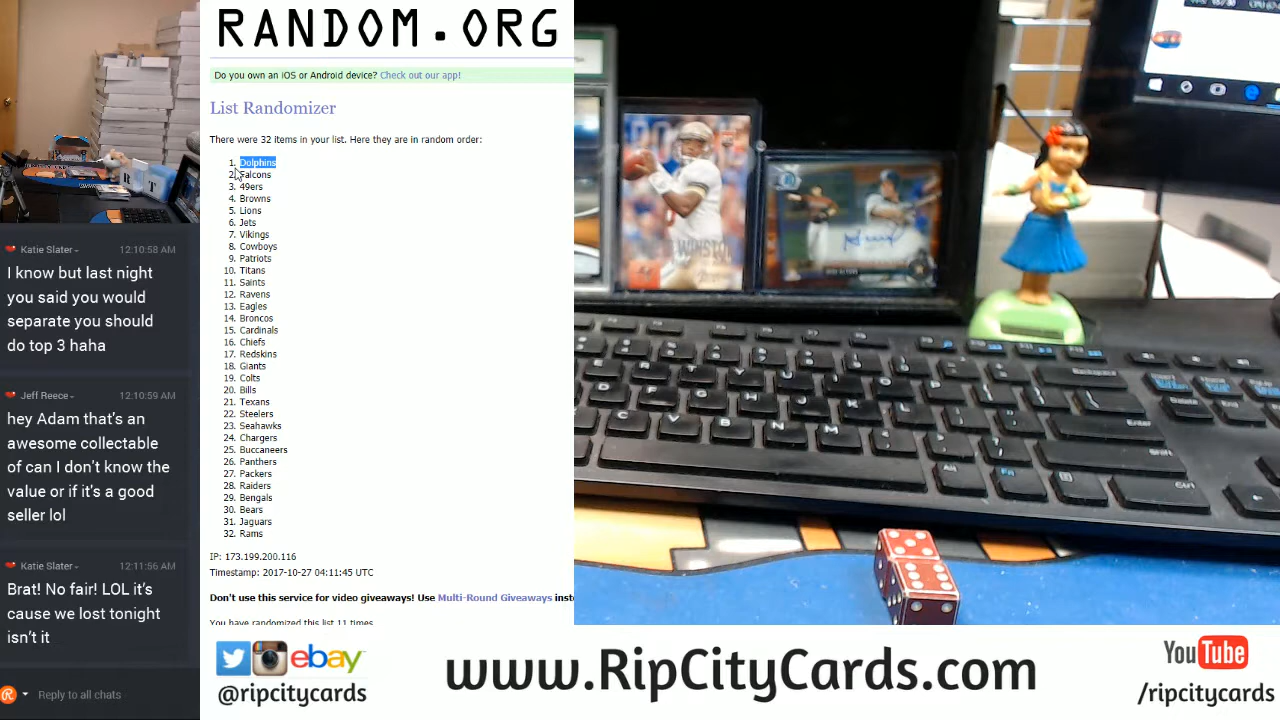 RANDOM.ORG
Do you own an iOS or Android device? Check out our app!
List Randomizer
There were 32 items in your list. Here they are in random order:
1. Dolphins
2. Falcons
3. 49ers
4. Browns
5. Lions
6. Jets
7. Vikings
8. Cowboys
9. Patriots
10. Titans
11. Saints
12. Ravens
13. Eagles
14. Broncos
15. Cardinals
16. Chiefs
17. Redskins
18. Giants
19. Colts
20. Bills
21. Texans
22. Steelers
23. Seahawks
24. Chargers
25. Buccaneers
26. Panthers
27. Packers
28. Raiders
29. Bengals
30. Bears
31. Jaguars
32. Rams
IP: 173.199.200.116
Timestamp: 2017-10-27 04:11:45 UTC
Don't use this service for video giveaways! Use Multi-Round Giveaways inst
You have randomized this list 11 times
Katie Slater 12:10:58 AM
I know but last night
you said you would
separate you should
do top 3 haha
Jeff Reece 12:10:59 AM
hey Adam that's an
awesome collectable
of can I don't know the
value or if it's a good
seller lol
Katie Slater 12:11:56 AM
Brat! No fair! LOL it's
cause we lost tonight
isn't it
Reply to all chats
R T
WINSTON
Backspace
Shift
Alt
Fn
Ctrl
D F G H J K L
V B N M
ebay
@ripcitycards
www.RipCityCards.com
YouTube
/ripcitycards